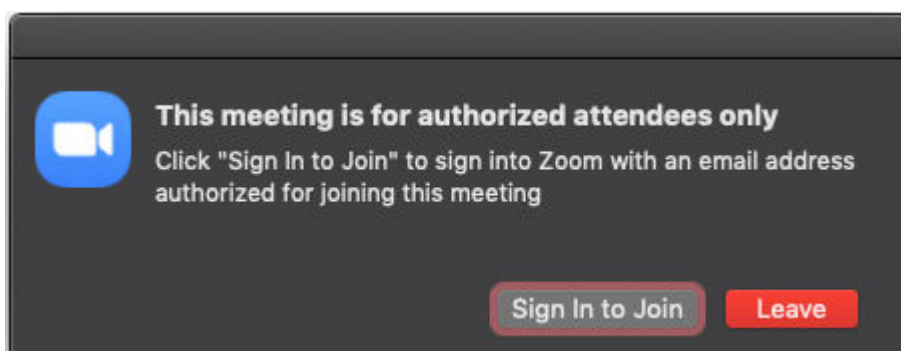 This meeting is for authorized attendees only
Click "Sign In to Join" to sign into Zoom with an email address
authorized for joining this meeting
Sign In to Join
Leave